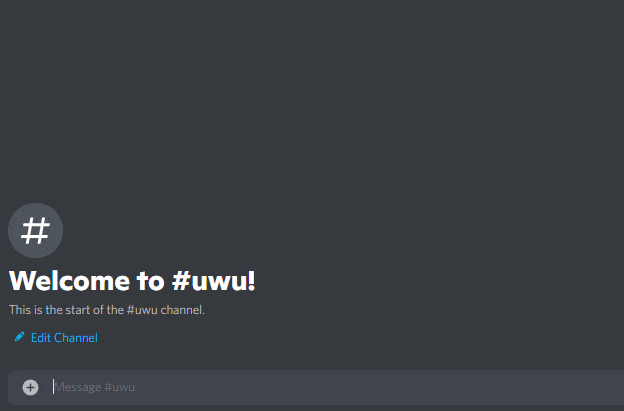 #
Welcome to #uwu!
This is the start of the #uwu channel.
Edit Channel
Message #uwu